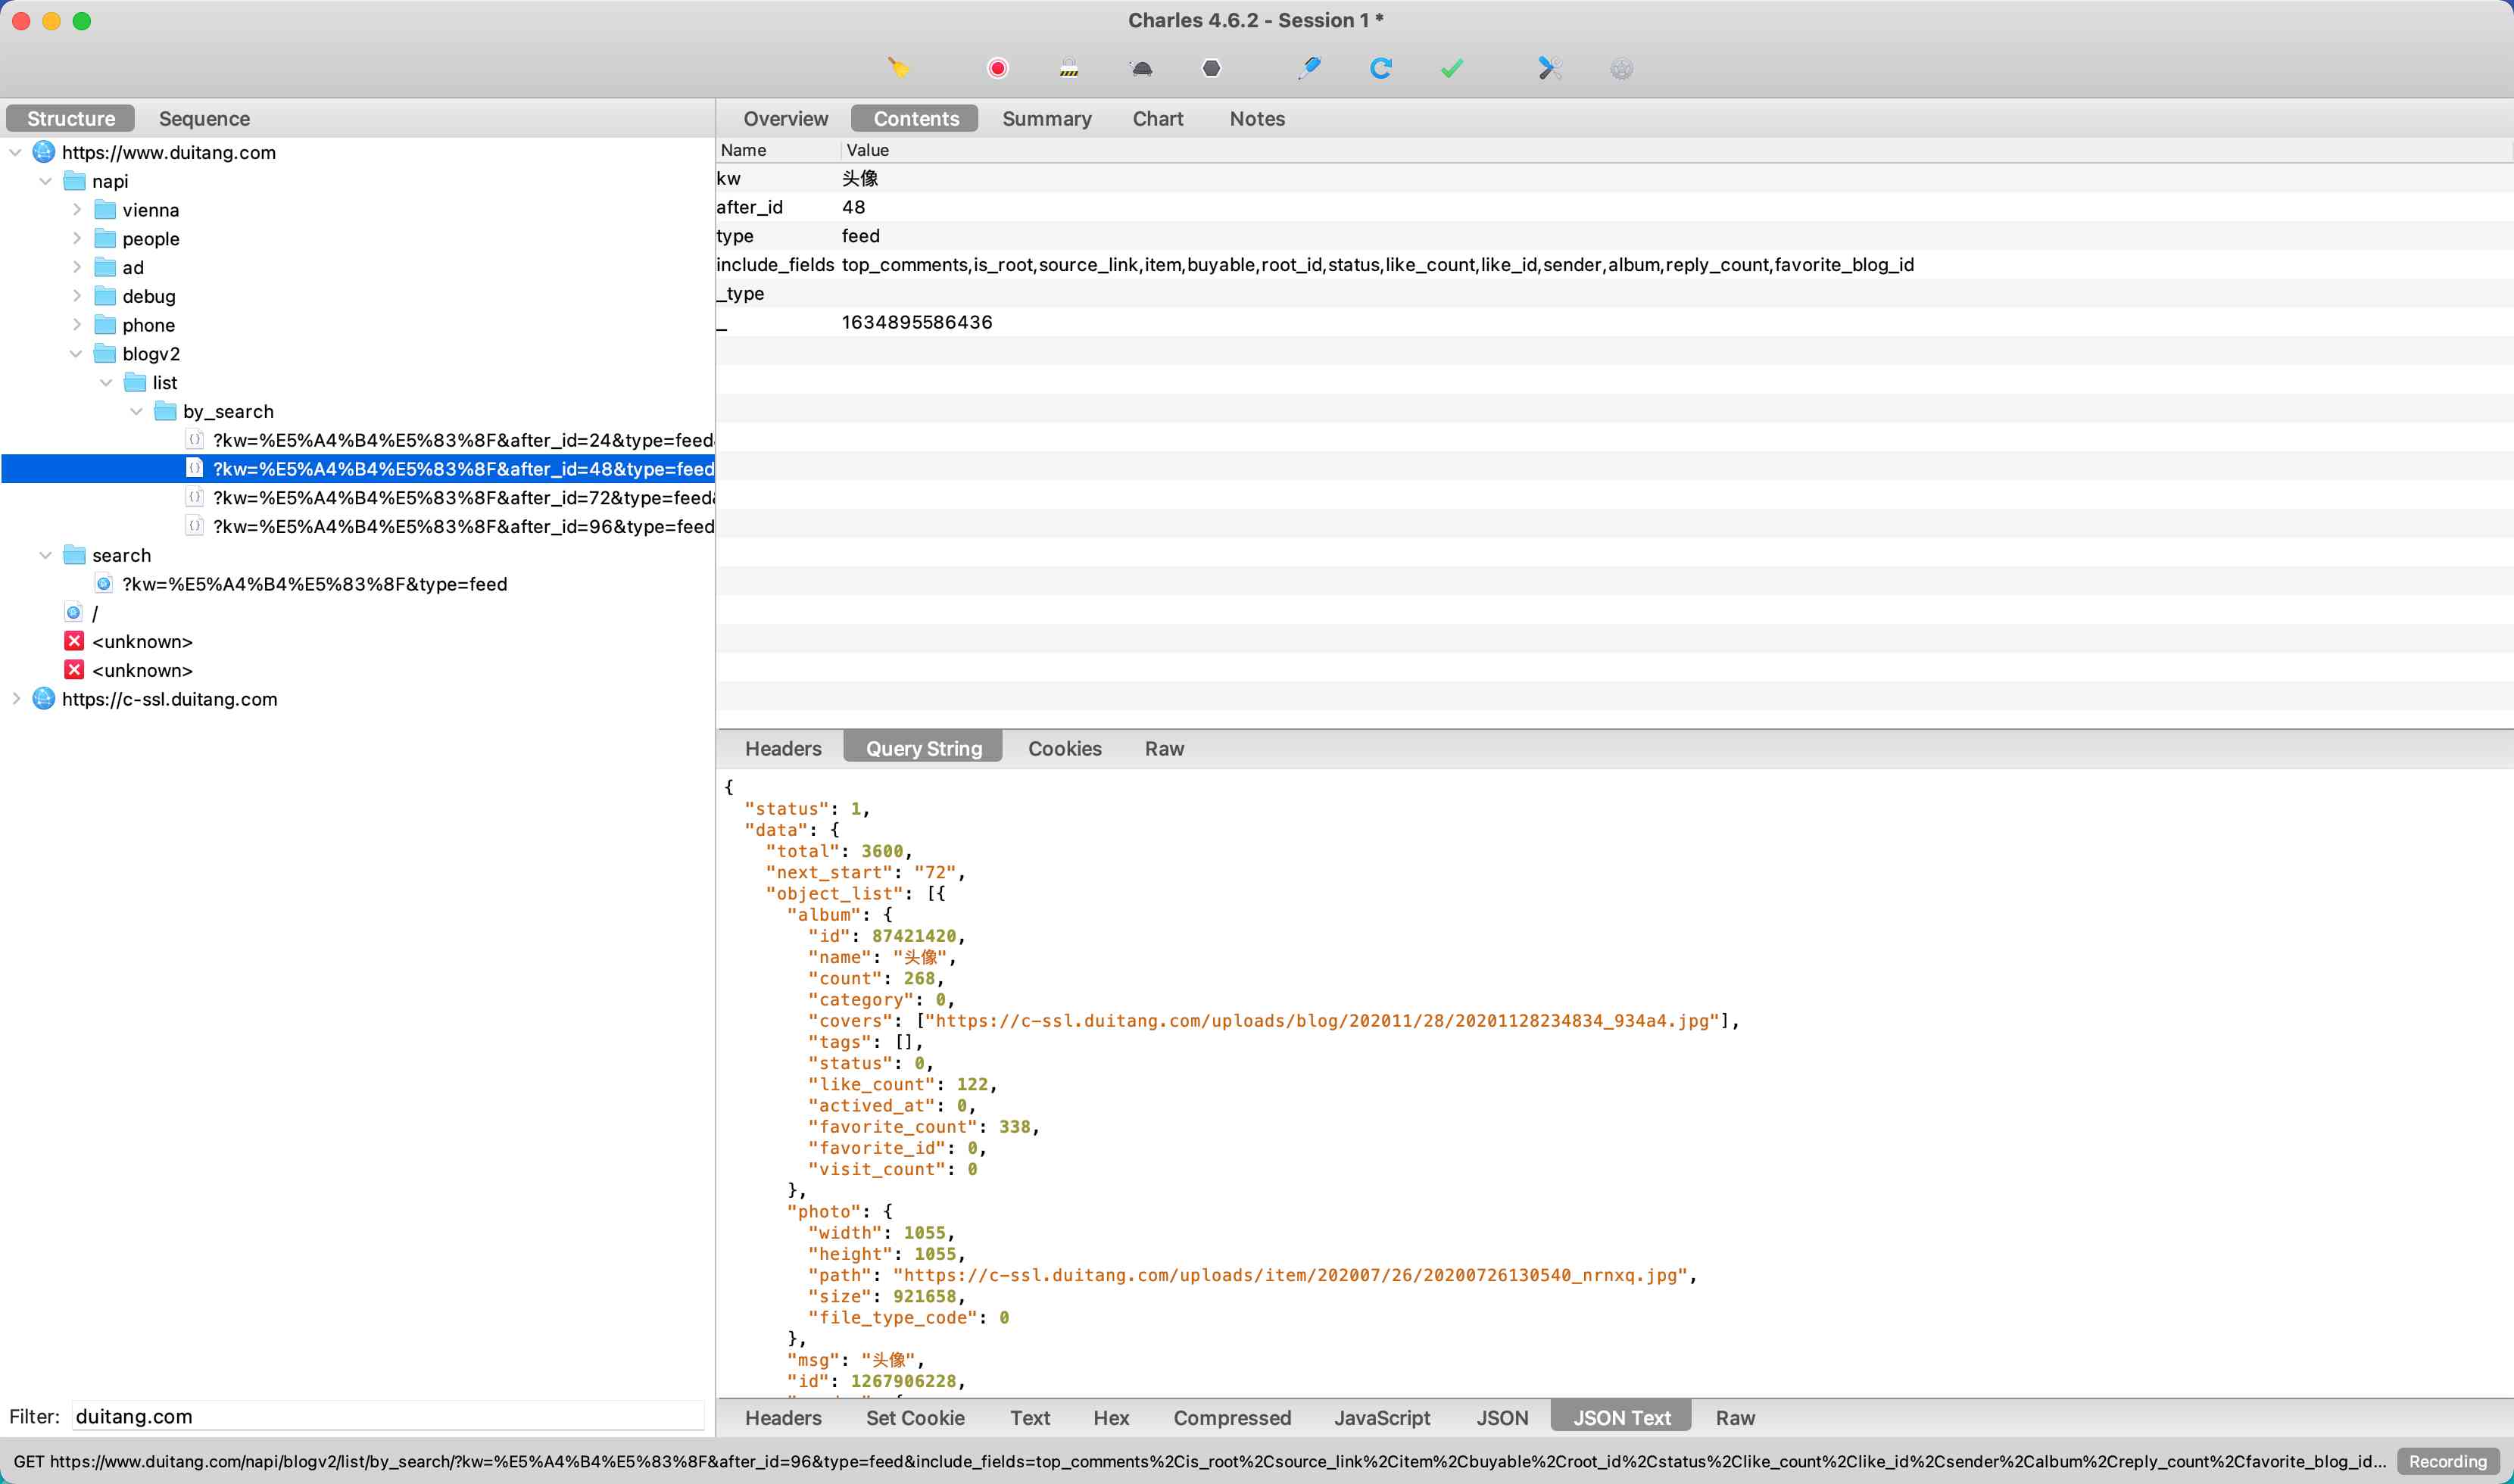 Charles 4.6.2 - Session 1 *
Structure Sequence
https://www.duitang.com
napi
vienna
people
ad
debug
phone
blogv2
list
by_search
?kw=%E5%A4%B4%E5%83%8F&after_id=24&type=feed
?kw=%E5%A4%B4%E5%83%8F&after_id=48&type=feed
?kw=%E5%A4%B4%E5%83%8F&after_id=72&type=feed
?kw=%E5%A4%B4%E5%83%8F&after_id=96&type=feed
search
?kw=%E5%A4%B4%E5%83%8F&type=feed
/
<unknown>
<unknown>
https://c-ssl.duitang.com
Filter: duitang.com
Overview Contents Summary Chart Notes
Name Value
kw 头像
after_id 48
type feed
include_fields top_comments,is_root,source_link,item,buyable,root_id,status,like_count,like_id,sender,album,reply_count,favorite_blog_id
_type
_ 1634895586436
Headers Query String Cookies Raw
{
"status": 1,
"data": {
"total": 3600,
"next_start": "72",
"object_list": [{
"album": {
"id": 87421420,
"name": "头像",
"count": 268,
"category": 0,
"covers": ["https://c-ssl.duitang.com/uploads/blog/202011/28/20201128234834_934a4.jpg"],
"tags": [],
"status": 0,
"like_count": 122,
"actived_at": 0,
"favorite_count": 338,
"favorite_id": 0,
"visit_count": 0
},
"photo": {
"width": 1055,
"height": 1055,
"path": "https://c-ssl.duitang.com/uploads/item/202007/26/20200726130540_nrnxq.jpg",
"size": 921658,
"file_type_code": 0
},
"msg": "头像",
"id": 1267906228,
Headers Set Cookie Text Hex Compressed JavaScript JSON JSON Text Raw
GET https://www.duitang.com/napi/blogv2/list/by_search/?kw=%E5%A4%B4%E5%83%8F&after_id=96&type=feed&include_fields=top_comments%2Cis_root%2Csource_link%2Citem%2Cbuyable%2Croot_id%2Cstatus%2Clike_count%2Clike_id%2Csender%2Calbum%2Creply_count%2Cfavorite_blog_id... Recording